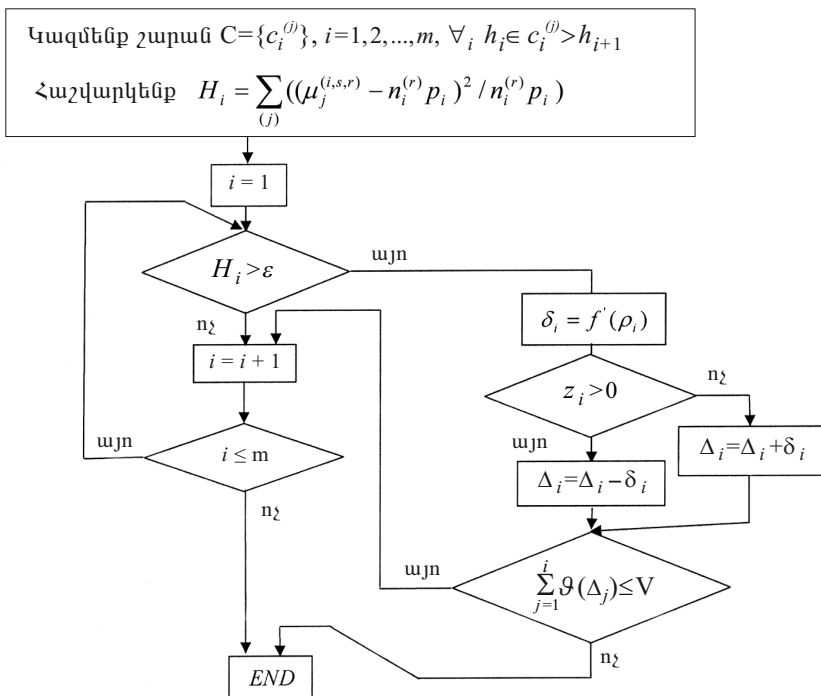 Կազմենք շարան C={c_i^(j)}, i=1,2,...,m, ∀_i h_i∈ c_i^(j)>h_{i+1}
Հաշվարկենք H_i = ∑_(j) ((μ_j^(i,s,r) − n_i^(r) p_i )^2 / n_i^(r) p_i )
i = 1
H_i>ε
այո
ոչ
δ_i = f'(ρ_i)
i = i + 1
z_i>0
ոչ
այո
Δ_i=Δ_i+δ_i
այո
i ≤ m
Δ_i=Δ_i−δ_i
ոչ
այո
∑_{j=1}^{i} ϑ(Δ_j)≤V
ոչ
END